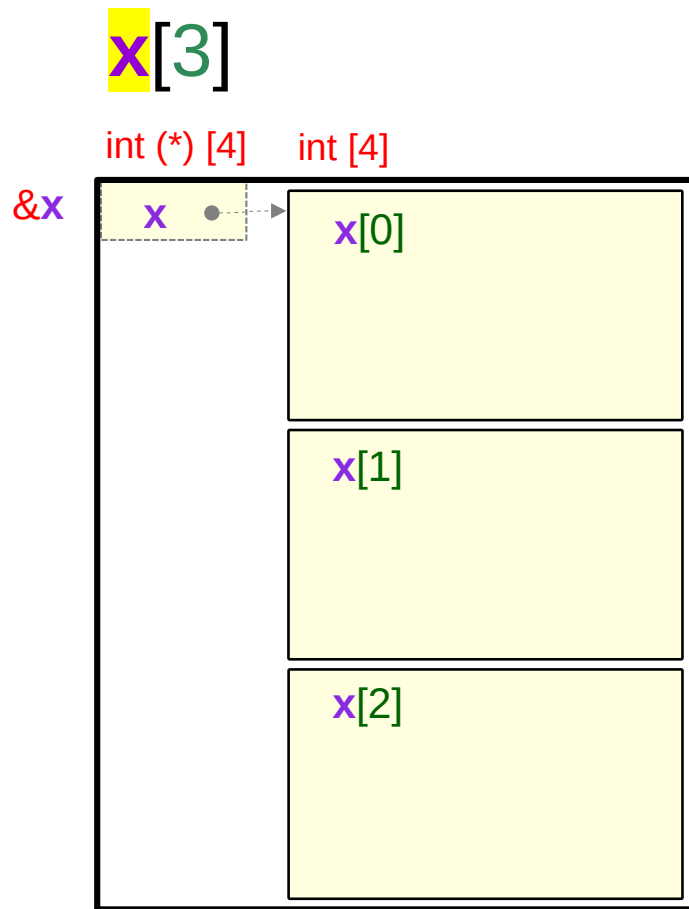 x[3]
int (*) [4] int [4]
&x x x[0]
x[1]
x[2]